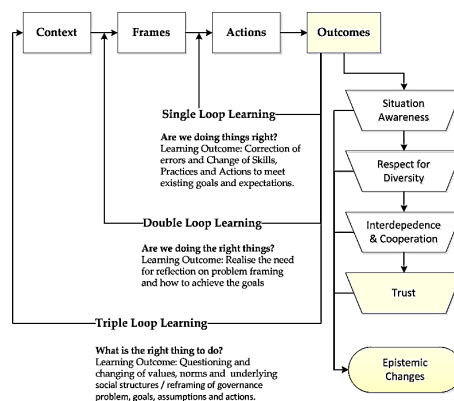 Context
Frames
Actions
Outcomes
Single Loop Learning
Are we doing things right?
Learning Outcome: Correction of
errors and Change of Skills,
Practices and Actions to meet
existing goals and expectations.
Situation
Awareness
Respect for
Diversity
Double Loop Learning
Are we doing the right things?
Learning Outcome: Realise the need
for reflection on problem framing
and how to achieve the goals
Interdepedence
& Cooperation
Trust
Triple Loop Learning
What is the right thing to do?
Learning Outcome: Questioning and
changing of values, norms and underlying
social structures / reframing of governance
problem, goals, assumptions and actions.
Epistemic
Changes